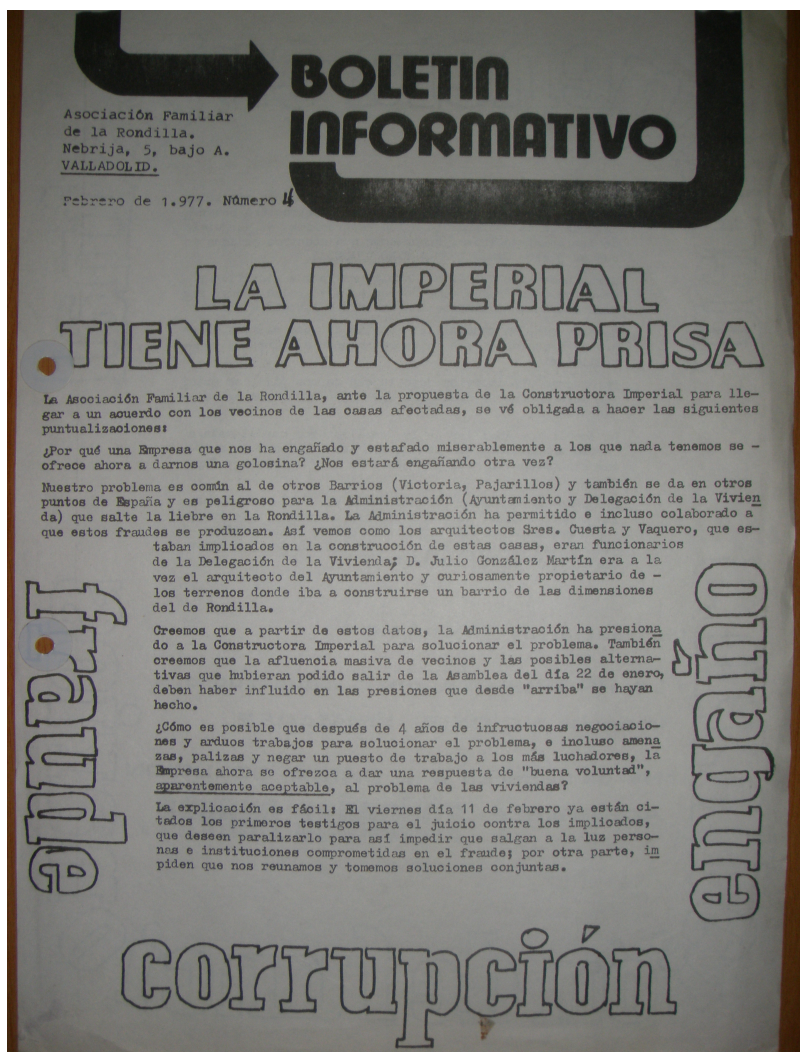 BOLETIN
INFORMATIVO
Asociación Familiar
de la Rondilla.
Nebrija, 5, bajo A.
VALLADOLID.
Febrero de 1.977. Número 4
LA IMPERIAL
TIENE AHORA PRISA
La Asociación Familiar de la Rondilla, ante la propuesta de la Constructora Imperial para lle-
gar a un acuerdo con los vecinos de las casas afectadas, se vé obligada a hacer las siguientes
puntualizaciones:
¿Por qué una Empresa que nos ha engañado y estafado miserablemente a los que nada tenemos se -
ofrece ahora a darnos una golosina? ¿Nos estará engañando otra vez?
Nuestro problema es común al de otros Barrios (Victoria, Pajarillos) y también se da en otros
puntos de España y es peligroso para la Administración (Ayuntamiento y Delegación de la Vivien
da) que salte la liebre en la Rondilla. La Administración ha permitido e incluso colaborado a
que estos fraudes se produzcan. Así vemos como los arquitectos Sres. Cuesta y Vaquero, que es-
taban implicados en la construcción de estas casas, eran funcionarios
de la Delegación de la Vivienda; D. Julio González Martín era a la
vez el arquitecto del Ayuntamiento y curiosamente propietario de -
los terrenos donde iba a construirse un barrio de las dimensiones
del de Rondilla.
Creemos que a partir de estos datos, la Administración ha presiona
do a la Constructora Imperial para solucionar el problema. También
creemos que la afluencia masiva de vecinos y las posibles alterna-
tivas que hubieran podido salir de la Asamblea del día 22 de enero,
deben haber influido en las presiones que desde "arriba" se hayan
hecho.
¿Cómo es posible que después de 4 años de infructuosas negociacio-
nes y arduos trabajos para solucionar el problema, e incluso amena
zas, palizas y negar un puesto de trabajo a los más luchadores, la
Empresa ahora se ofrezca a dar una respuesta de "buena voluntad",
aparentemente aceptable, al problema de las viviendas?
La explicación es fácil: El viernes día 11 de febrero ya están ci-
tados los primeros testigos para el juicio contra los implicados,
que deseen paralizarlo para así impedir que salgan a la luz perso-
nas e instituciones comprometidas en el fraude; por otra parte, im
piden que nos reunamos y tomemos soluciones conjuntas.
fraude
engaño
corrupción